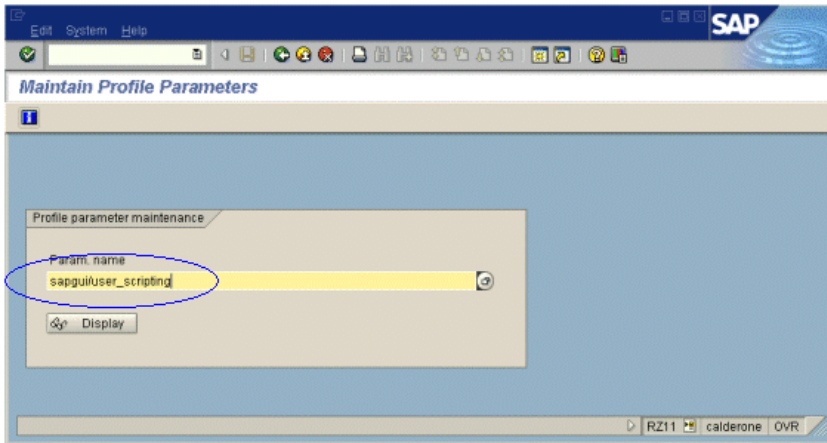 Edit System Help
SAP
Maintain Profile Parameters
Profile parameter maintenance
Param. name
sapgui/user_scripting
Display
RZ11 calderone OVR